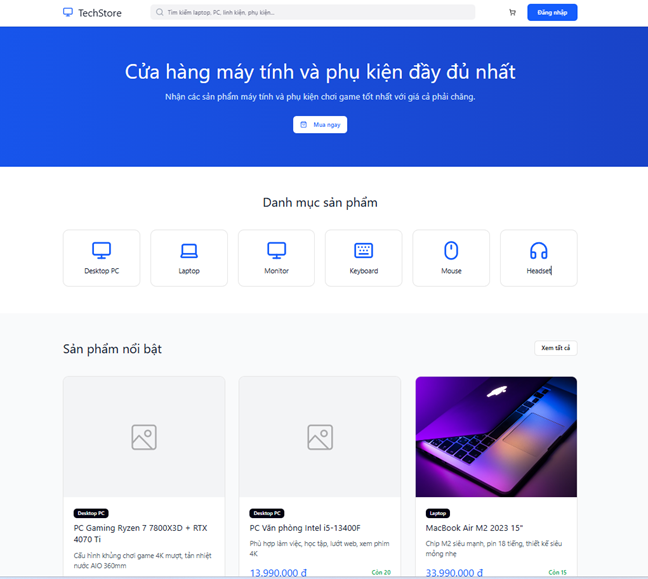 TechStore
Tìm kiếm laptop, PC, linh kiện, phụ kiện...
Đăng nhập
Cửa hàng máy tính và phụ kiện đầy đủ nhất
Nhận các sản phẩm máy tính và phụ kiện chơi game tốt nhất với giá cả phải chăng.
Mua ngay
Danh mục sản phẩm
Desktop PC
Laptop
Monitor
Keyboard
Mouse
Headset
Sản phẩm nổi bật
Xem tất cả
Desktop PC
PC Gaming Ryzen 7 7800X3D + RTX
4070 Ti
Cấu hình khủng chơi game 4K mượt, tản nhiệt
nước AIO 360mm
Desktop PC
PC Văn phòng Intel i5-13400F
Phù hợp làm việc, học tập, lướt web, xem phim
4K
13.990.000 đ
Còn 20
Laptop
MacBook Air M2 2023 15"
Chip M2 siêu mạnh, pin 18 tiếng, thiết kế siêu
mỏng nhẹ
33.990.000 đ
Còn 15